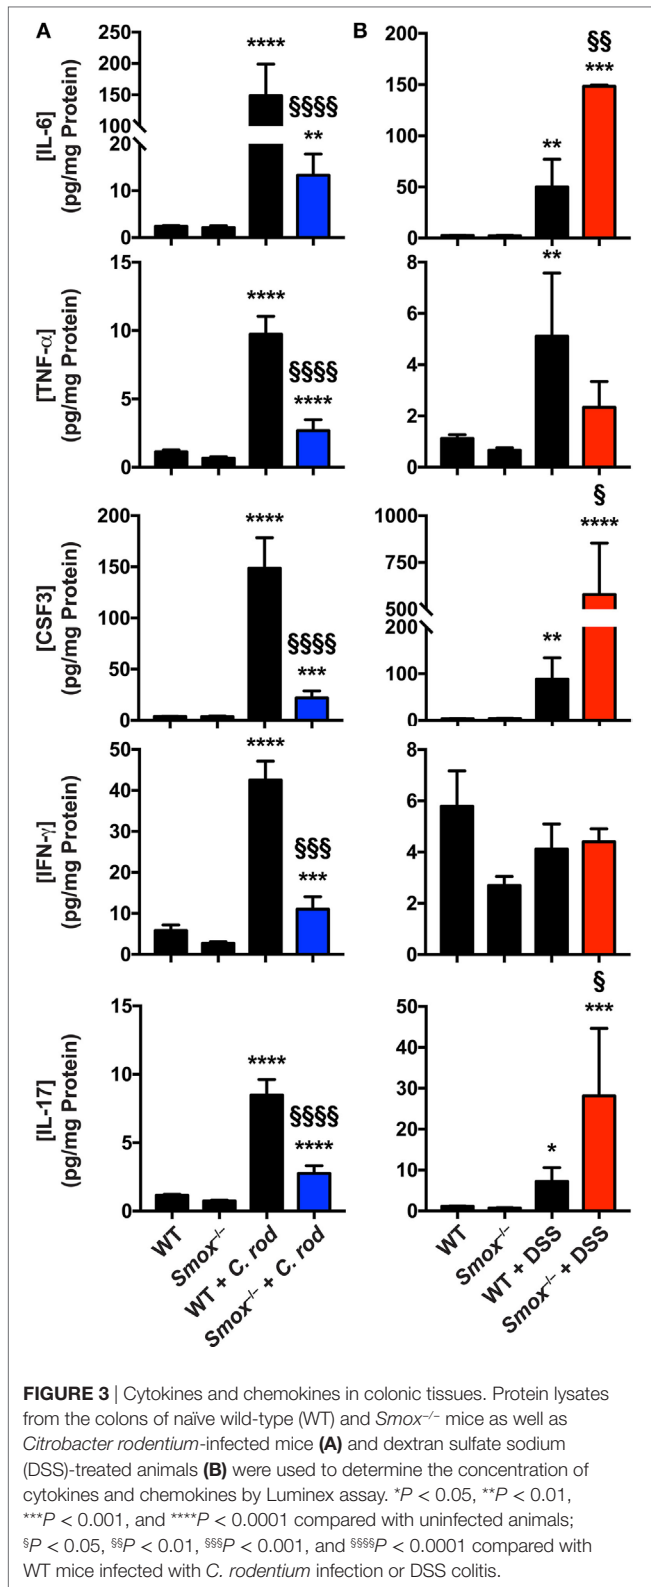 A
B
[IL-6]
(pg/mg Protein)
250
200
150
100
20
10
0
****
§§§§
**
200
150
100
50
0
**
§§
***
[TNF-α]
(pg/mg Protein)
15
10
5
0
****
§§§§
****
8
6
4
2
0
**
[CSF3]
(pg/mg Protein)
200
150
100
50
0
****
§§§§
***
1000
750
500
200
100
0
**
§
****
[IFN-γ]
(pg/mg Protein)
50
40
30
20
10
0
****
§§§
***
8
6
4
2
0
[IL-17]
(pg/mg Protein)
15
10
5
0
****
§§§§
****
50
40
30
20
10
0
*
§
***
WT
Smox⁻/⁻
WT + C. rod
Smox⁻/⁻ + C. rod
WT
Smox⁻/⁻
WT + DSS
Smox⁻/⁻ + DSS
FIGURE 3 | Cytokines and chemokines in colonic tissues. Protein lysates
from the colons of naïve wild-type (WT) and Smox⁻/⁻ mice as well as
Citrobacter rodentium-infected mice (A) and dextran sulfate sodium
(DSS)-treated animals (B) were used to determine the concentration of
cytokines and chemokines by Luminex assay. *P < 0.05, **P < 0.01,
***P < 0.001, and ****P < 0.0001 compared with uninfected animals;
§P < 0.05, §§P < 0.01, §§§P < 0.001, and §§§§P < 0.0001 compared with
WT mice infected with C. rodentium infection or DSS colitis.